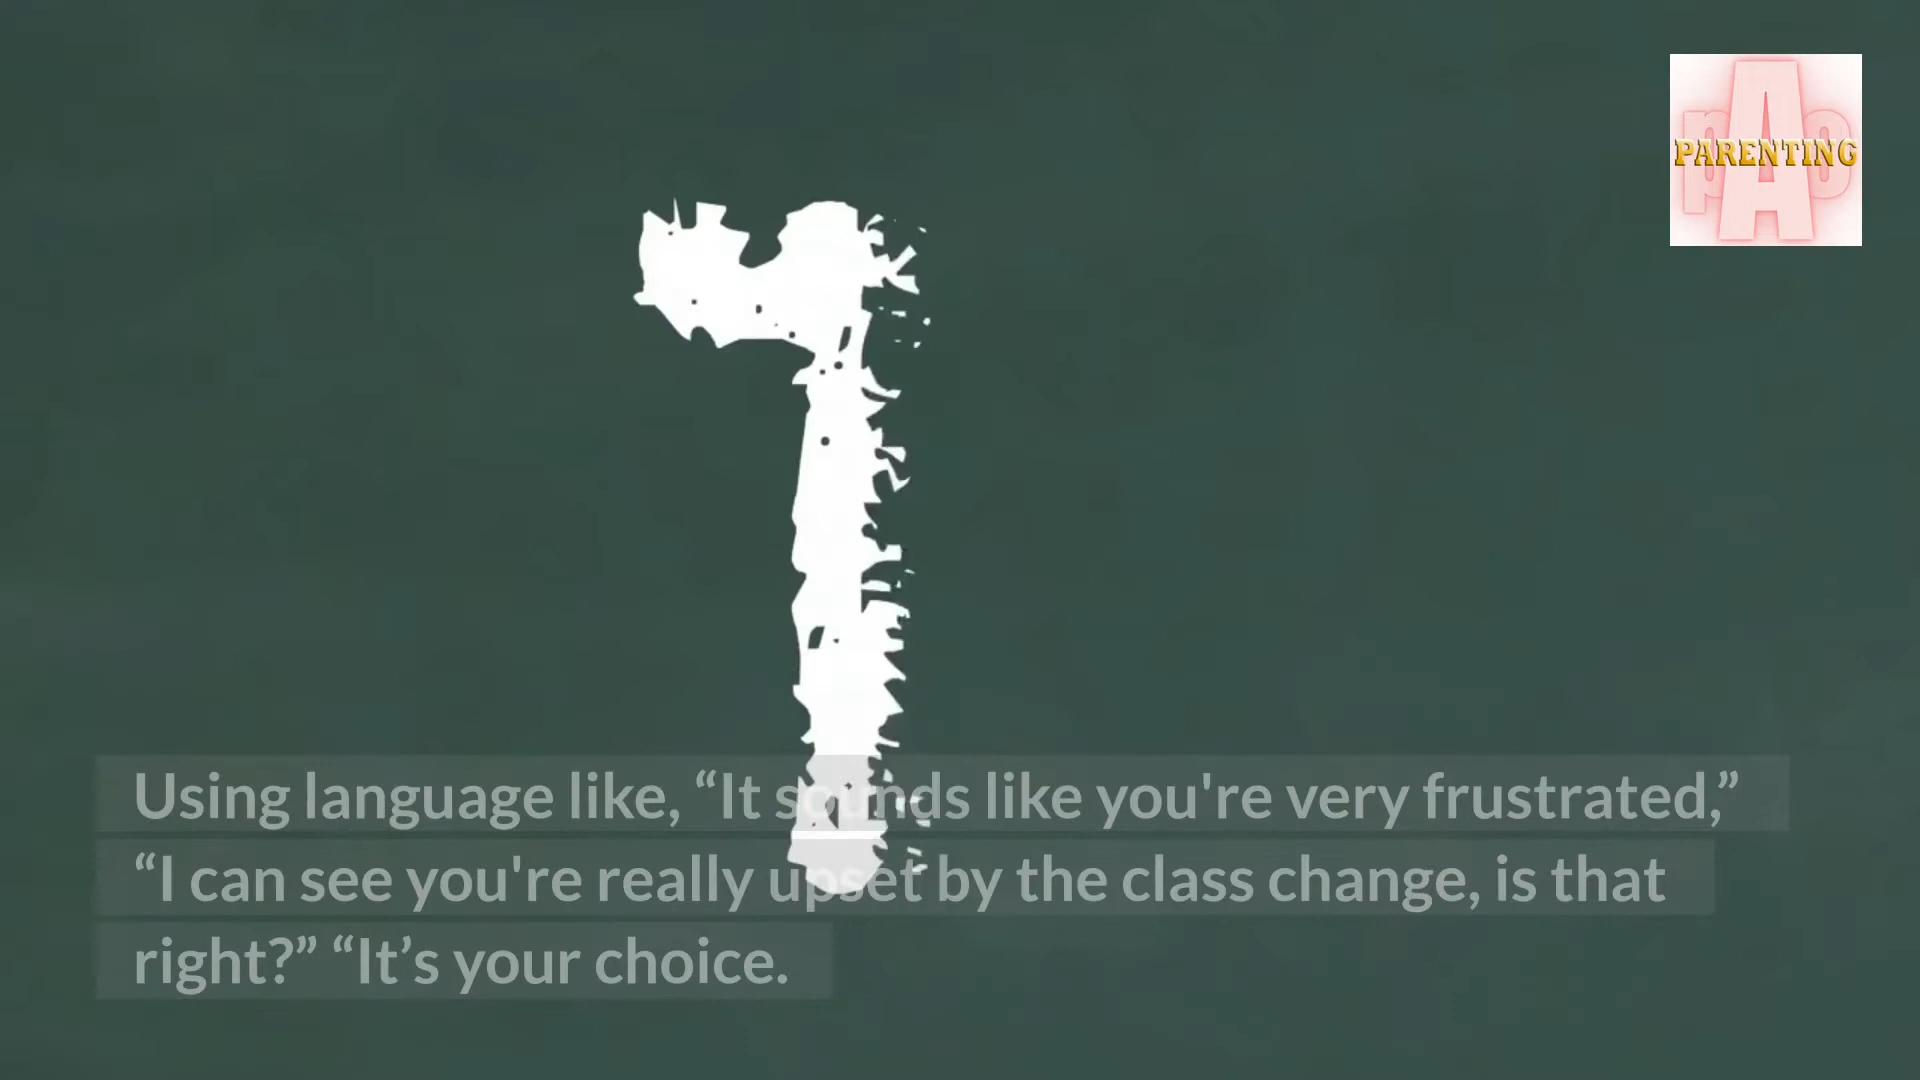 PARENTING
Using language like, “It sounds like you're very frustrated,”
“I can see you're really upset by the class change, is that
right?” “It’s your choice.